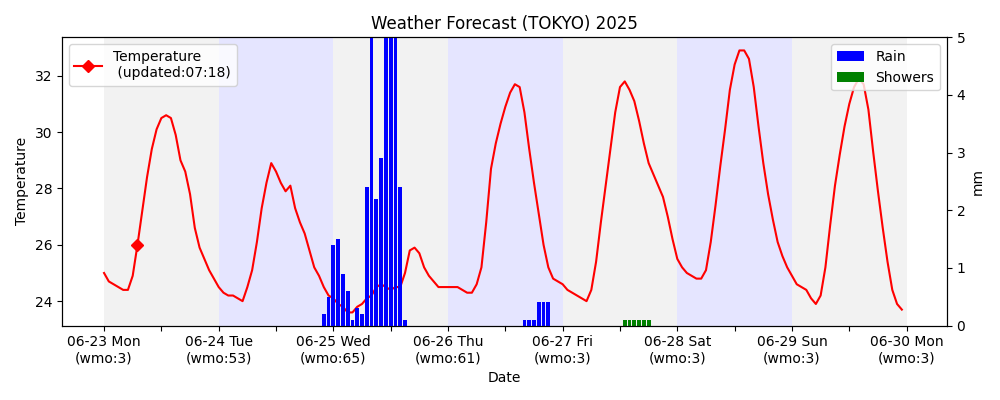 Weather Forecast (TOKYO) 2025
Temperature
(updated:07:18)
Rain
Showers
Temperature
32
30
28
26
24
mm
5
4
3
2
1
0
06-23 Mon
(wmo:3)
06-24 Tue
(wmo:53)
06-25 Wed
(wmo:65)
06-26 Thu
(wmo:61)
06-27 Fri
(wmo:3)
06-28 Sat
(wmo:3)
06-29 Sun
(wmo:3)
06-30 Mon
(wmo:3)
Date